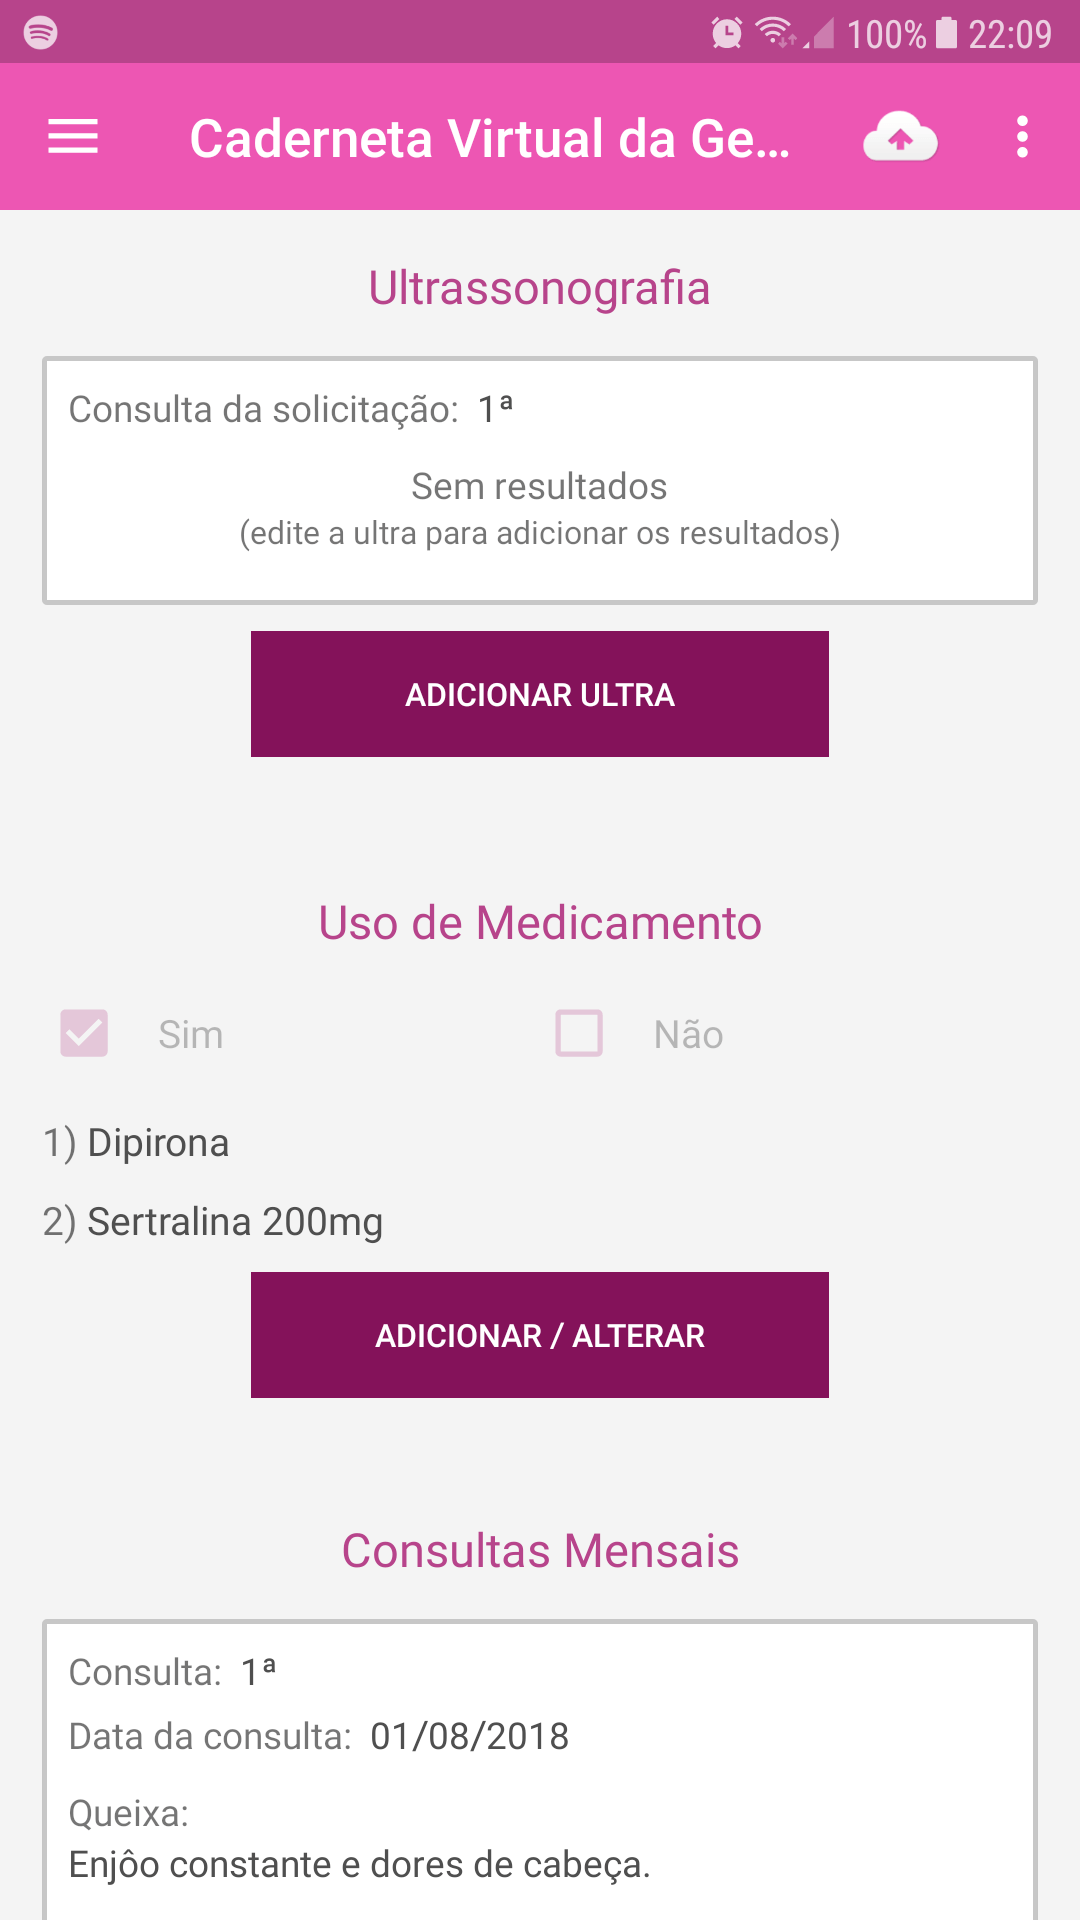 100% 22:09
Caderneta Virtual da Ge...
Ultrassonografia
Consulta da solicitação: 1ª
Sem resultados
(edite a ultra para adicionar os resultados)
ADICIONAR ULTRA
Uso de Medicamento
Sim Não
1) Dipirona
2) Sertralina 200mg
ADICIONAR / ALTERAR
Consultas Mensais
Consulta: 1ª
Data da consulta: 01/08/2018
Queixa:
Enjôo constante e dores de cabeça.